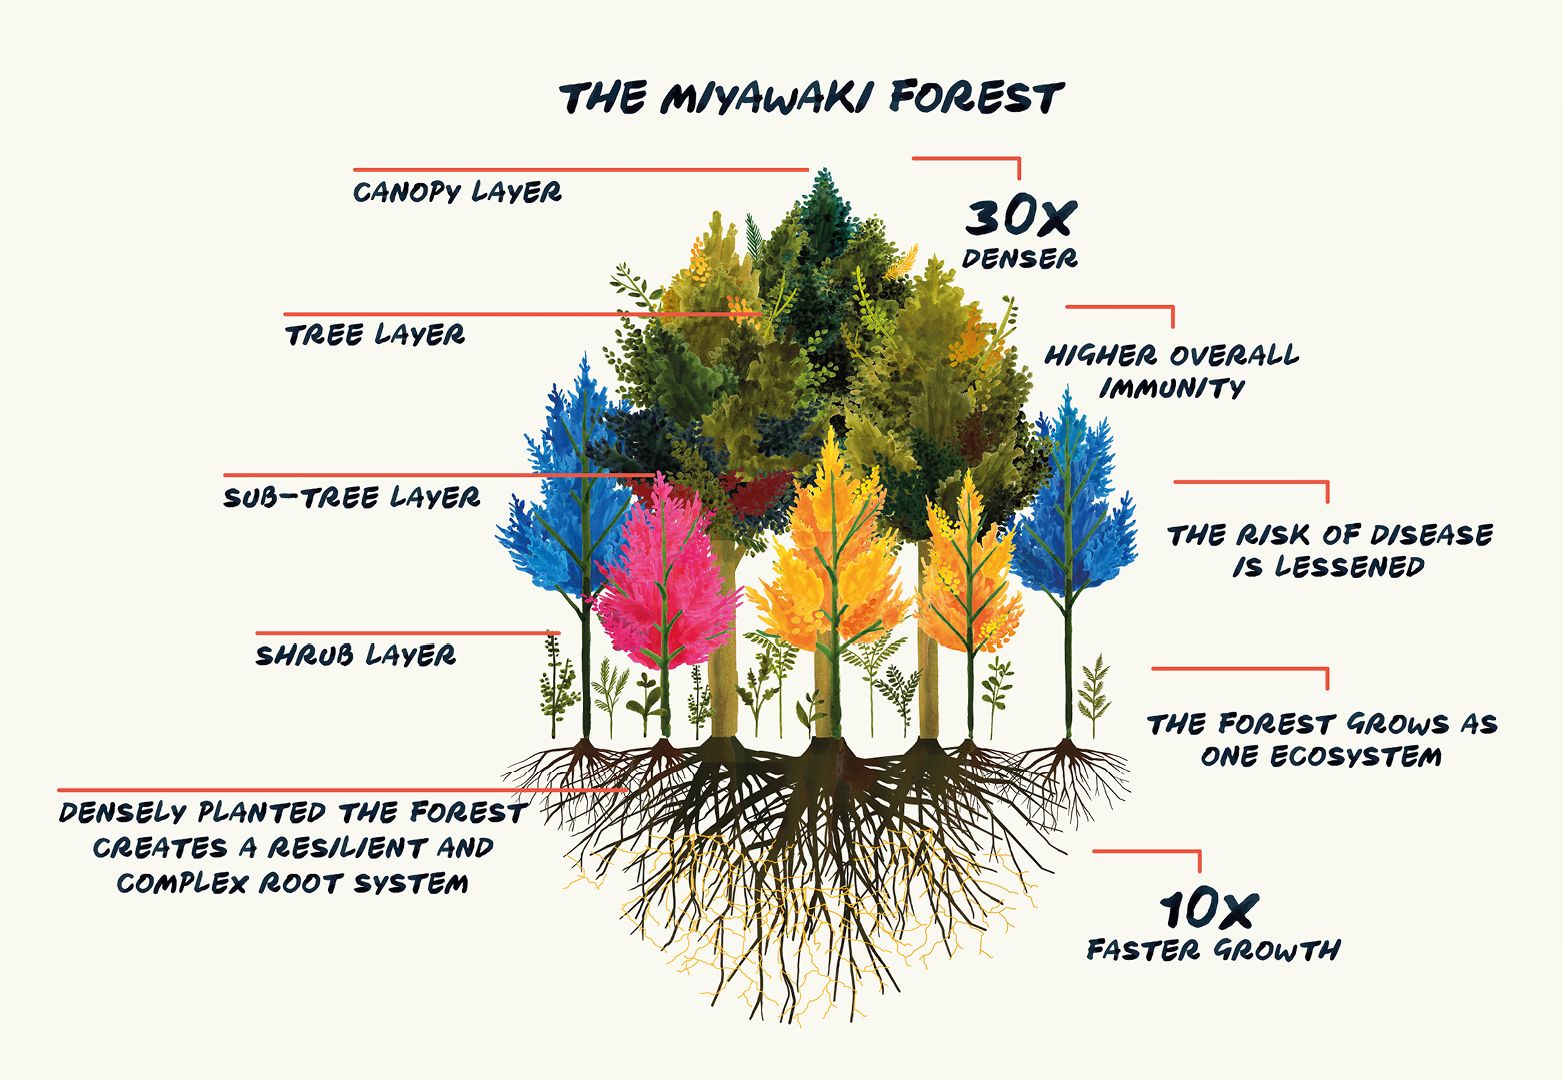 THE MIYAWAKI FOREST
CANOPY LAYER
TREE LAYER
SUB-TREE LAYER
SHRUB LAYER
DENSELY PLANTED THE FOREST
CREATES A RESILIENT AND
COMPLEX ROOT SYSTEM
30X
DENSER
HIGHER OVERALL
IMMUNITY
THE RISK OF DISEASE
IS LESSENED
THE FOREST GROWS AS
ONE ECOSYSTEM
10X
FASTER GROWTH